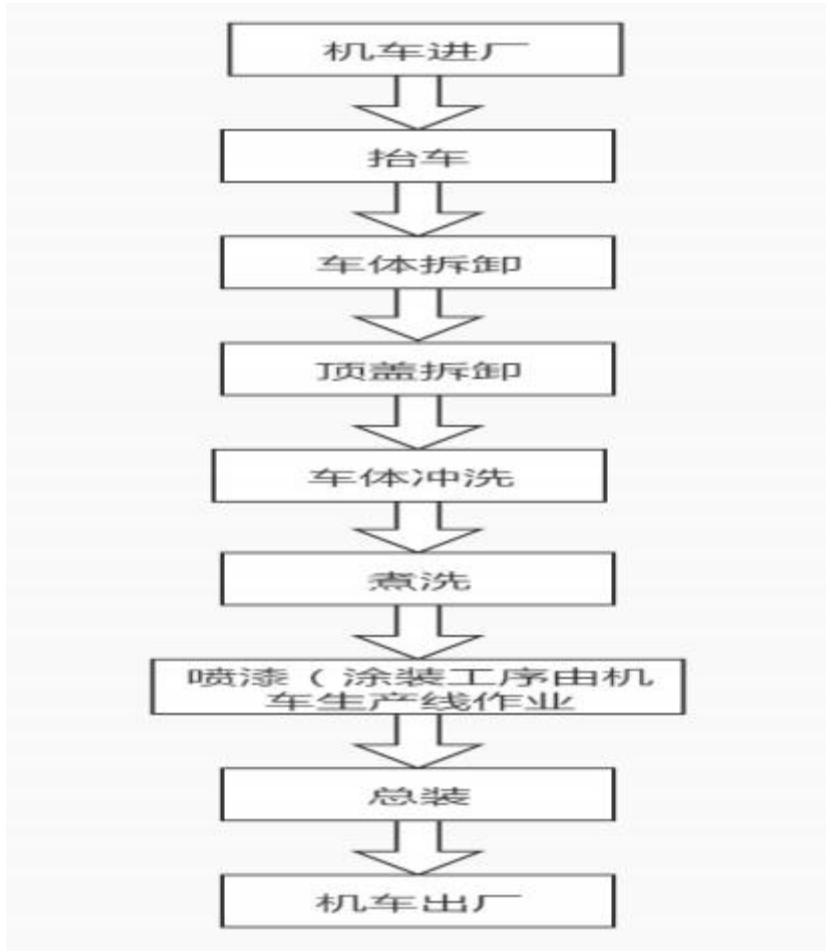 机车进厂
抬车
车体拆卸
顶盖拆卸
车体冲洗
煮洗
喷漆（涂装工序由机
车生产线作业
总装
机车出厂